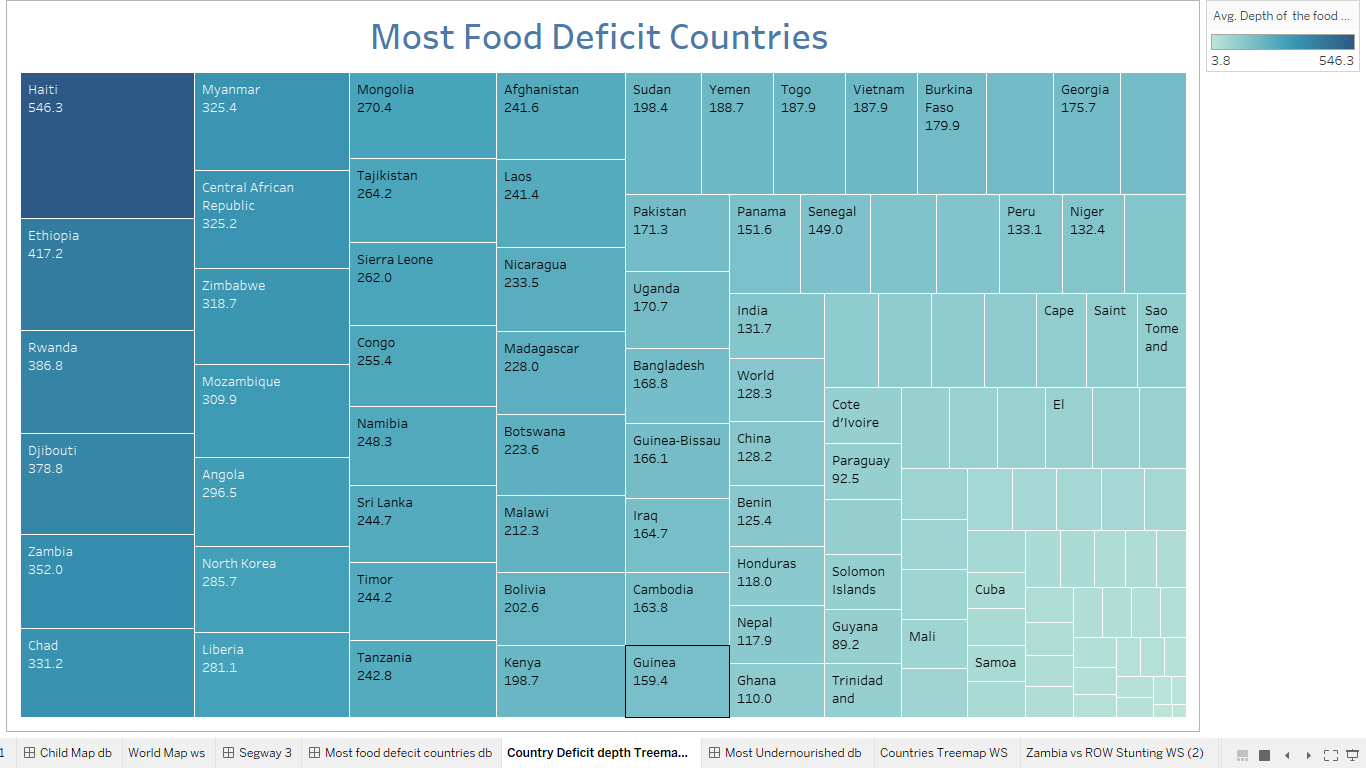 Most Food Deficit Countries
Avg. Depth of the food ...
3.8 546.3
Haiti
546.3
Ethiopia
417.2
Rwanda
386.8
Djibouti
378.8
Zambia
352.0
Chad
331.2
Myanmar
325.4
Central African
Republic
325.2
Zimbabwe
318.7
Mozambique
309.9
Angola
296.5
North Korea
285.7
Liberia
281.1
Mongolia
270.4
Tajikistan
264.2
Sierra Leone
262.0
Congo
255.4
Namibia
248.3
Sri Lanka
244.7
Timor
244.2
Tanzania
242.8
Afghanistan
241.6
Laos
241.4
Nicaragua
233.5
Madagascar
228.0
Botswana
223.6
Malawi
212.3
Bolivia
202.6
Kenya
198.7
Sudan
198.4
Yemen
188.7
Togo
187.9
Vietnam
187.9
Burkina
Faso
179.9
Georgia
175.7
Pakistan
171.3
Uganda
170.7
Bangladesh
168.8
Guinea-Bissau
166.1
Iraq
164.7
Cambodia
163.8
Guinea
159.4
Panama
151.6
Senegal
149.0
Peru
133.1
Niger
132.4
India
131.7
World
128.3
China
128.2
Benin
125.4
Honduras
118.0
Nepal
117.9
Ghana
110.0
Cape
Saint
Sao
Tome
and
Cote
d'Ivoire
Paraguay
92.5
Solomon
Islands
Guyana
89.2
Trinidad
and
El
Mali
Cuba
Samoa
1
Child Map db
World Map ws
Segway 3
Most food defecit countries db
Country Deficit depth Treema...
Most Undernourished db
Countries Treemap WS
Zambia vs ROW Stunting WS (2)